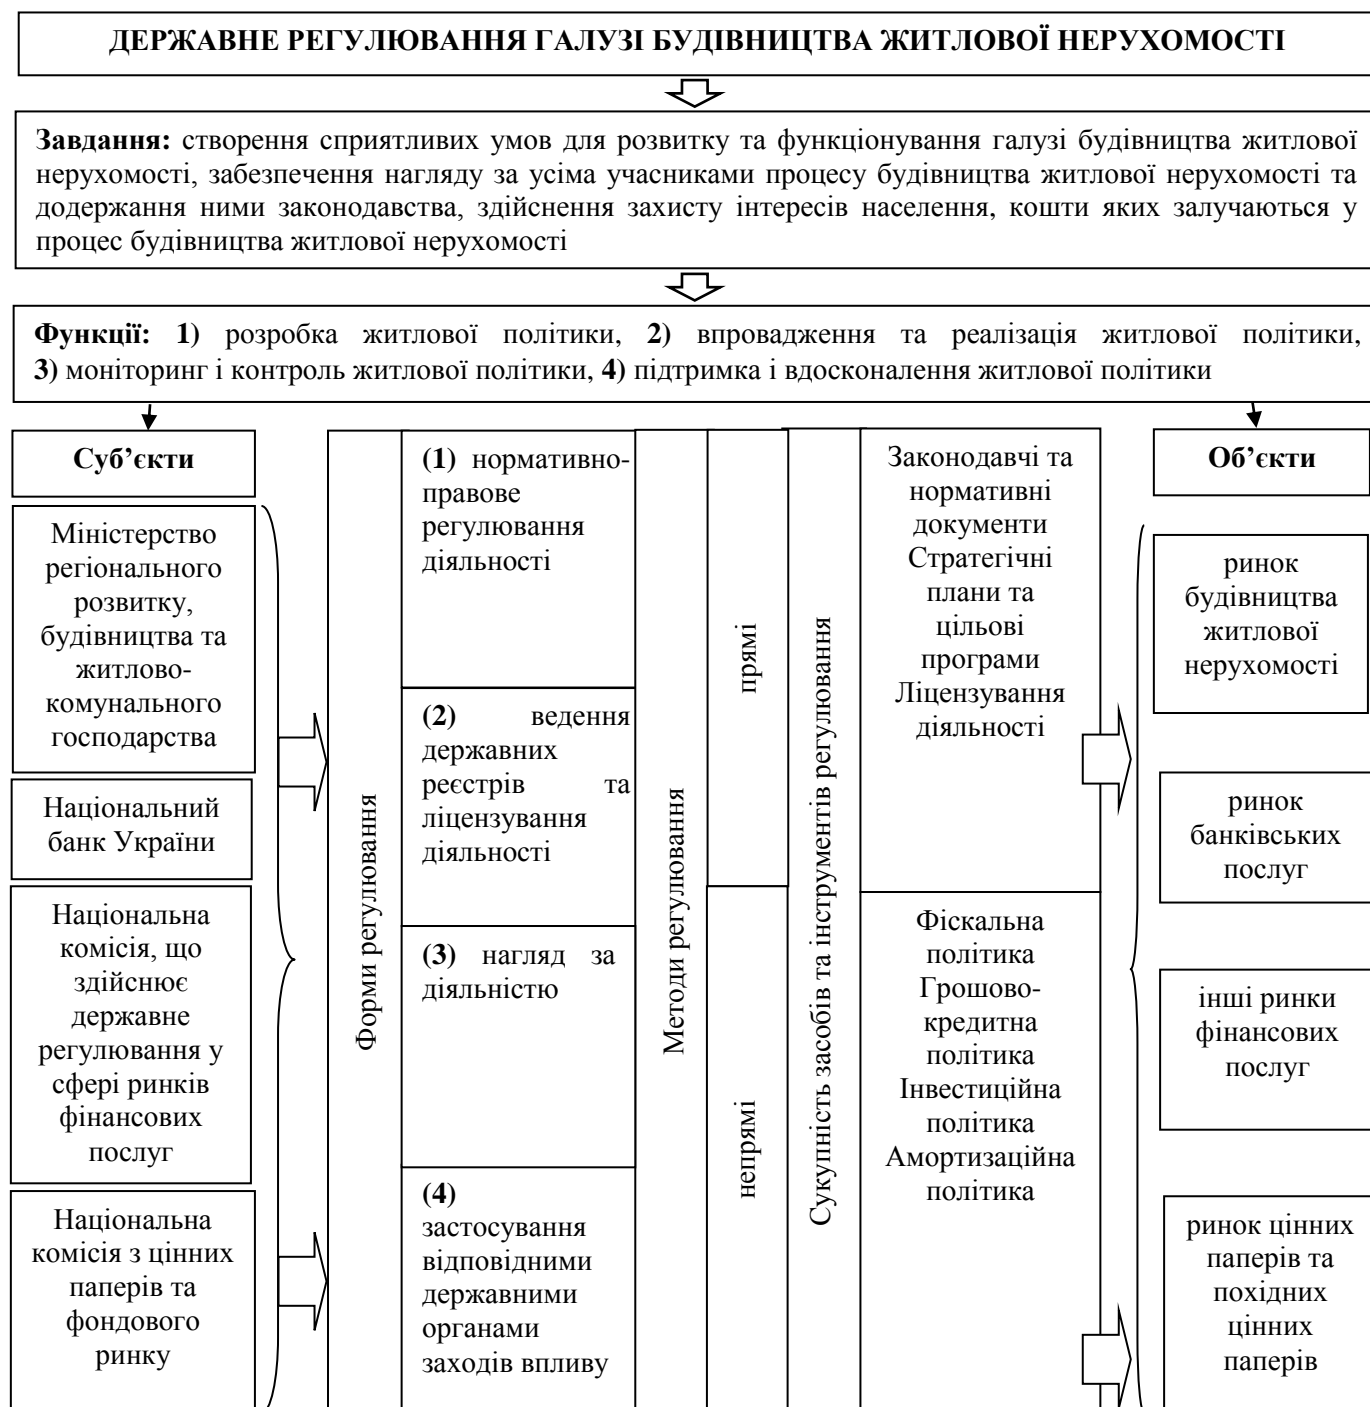 ДЕРЖАВНЕ РЕГУЛЮВАННЯ ГАЛУЗІ БУДІВНИЦТВА ЖИТЛОВОЇ НЕРУХОМОСТІ
Завдання: створення сприятливих умов для розвитку та функціонування галузі будівництва житлової
нерухомості, забезпечення нагляду за усіма учасниками процесу будівництва житлової нерухомості та
додержання ними законодавства, здійснення захисту інтересів населення, кошти яких залучаються у
процес будівництва житлової нерухомості
Функції: 1) розробка житлової політики, 2) впровадження та реалізація житлової політики,
3) моніторинг і контроль житлової політики, 4) підтримка і вдосконалення житлової політики
Суб’єкти
Міністерство
регіонального
розвитку,
будівництва та
житлово-
комунального
господарства
Національний
банк України
Національна
комісія, що
здійснює
державне
регулювання у
сфері ринків
фінансових
послуг
Національна
комісія з цінних
паперів та
фондового
ринку
Форми регулювання
(1) нормативно-
правове
регулювання
діяльності
(2) ведення
державних
реєстрів та
ліцензування
діяльності
(3) нагляд за
діяльністю
(4)
застосування
відповідними
державними
органами
заходів впливу
Методи регулювання
прямі
непрямі
Сукупність засобів та інструментів регулювання
Законодавчі та
нормативні
документи
Стратегічні
плани та
цільові
програми
Ліцензування
діяльності
Фіскальна
політика
Грошово-
кредитна
політика
Інвестиційна
політика
Амортизаційна
політика
Об’єкти
ринок
будівництва
житлової
нерухомості
ринок
банківських
послуг
інші ринки
фінансових
послуг
ринок цінних
паперів та
похідних
цінних
паперів